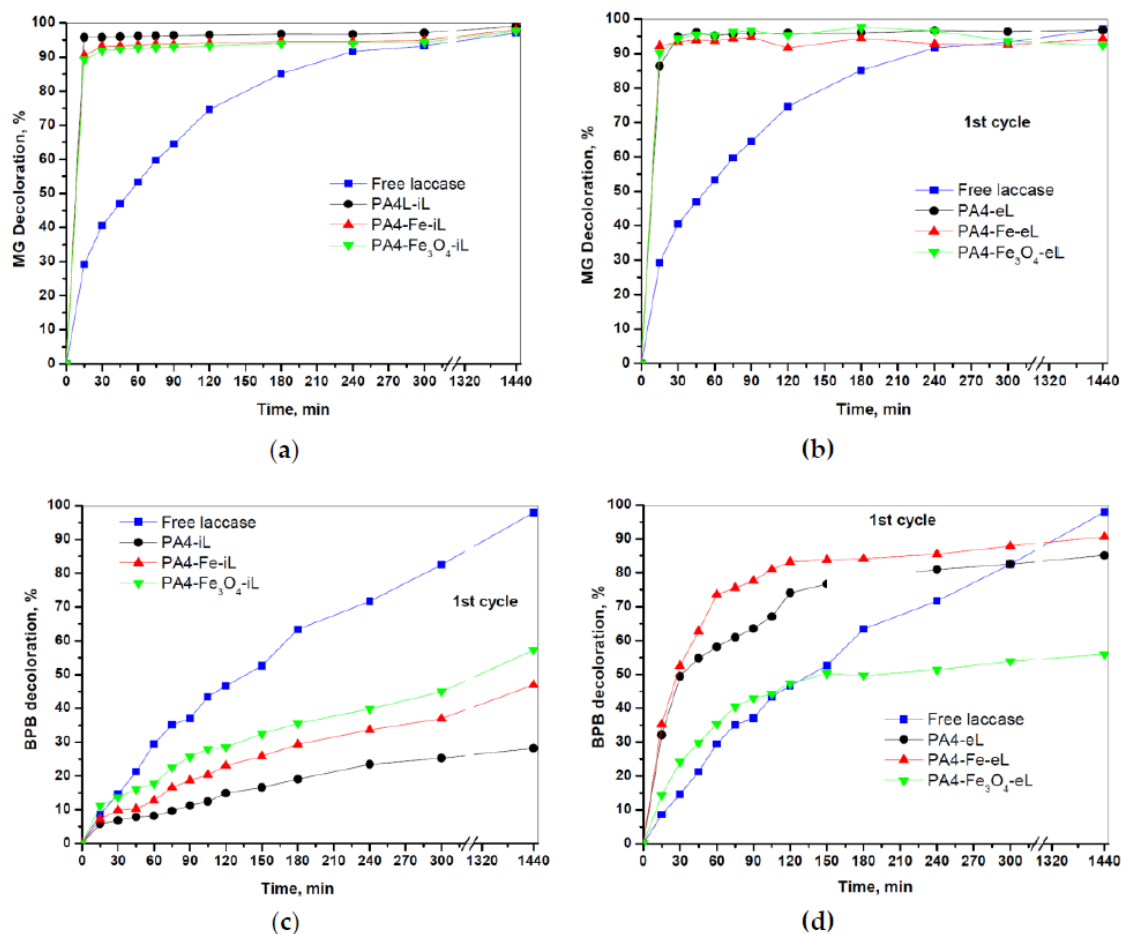 100
90
80
70
60
50
40
30
20
10
0
MG Decoloration, %
Free laccase
PA4L-iL
PA4-Fe-iL
PA4-Fe₃O₄-iL
0 30 60 90 120 150 180 210 240 270 300 1320 1440
Time, min
(a)
100
90
80
70
60
50
40
30
20
10
0
MG Decoloration, %
1st cycle
Free laccase
PA4-eL
PA4-Fe-eL
PA4-Fe₃O₄-eL
0 30 60 90 120 150 180 210 240 270 300 1320 1440
Time, min
(b)
100
90
80
70
60
50
40
30
20
10
0
BPB decoloration, %
Free laccase
PA4-iL
PA4-Fe-iL
PA4-Fe₃O₄-iL
1st cycle
0 30 60 90 120 150 180 210 240 270 300 1320 1440
Time, min
(c)
100
90
80
70
60
50
40
30
20
10
0
BPB decoloration, %
1st cycle
Free laccase
PA4-eL
PA4-Fe-eL
PA4-Fe₃O₄-eL
0 30 60 90 120 150 180 210 240 270 300 1320 1440
Time, min
(d)